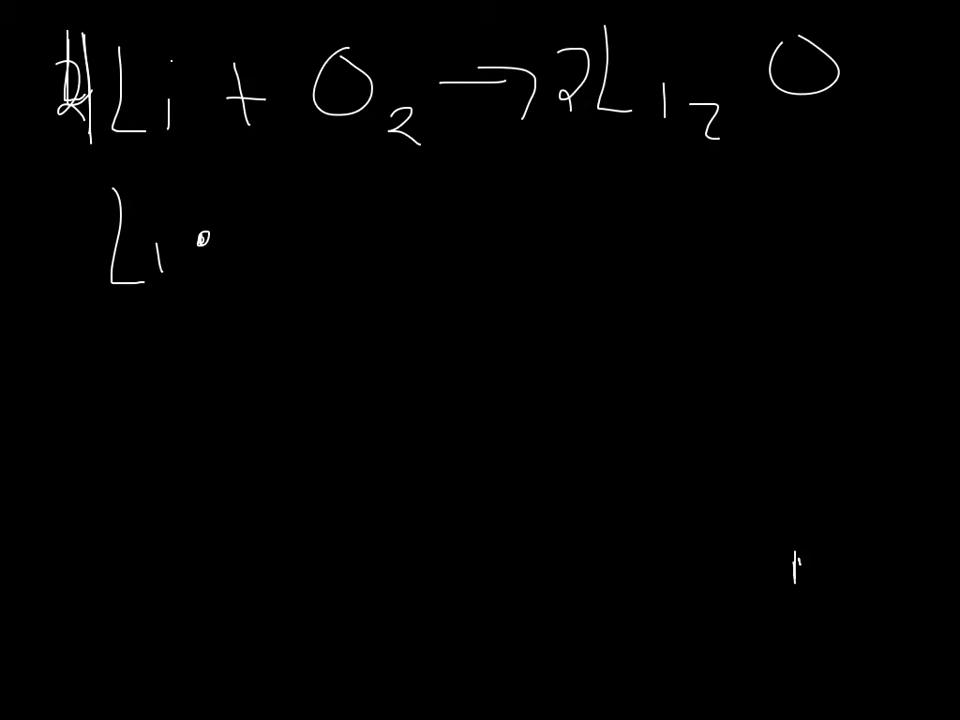 4Li + O₂ → 2Li₂O
Li •